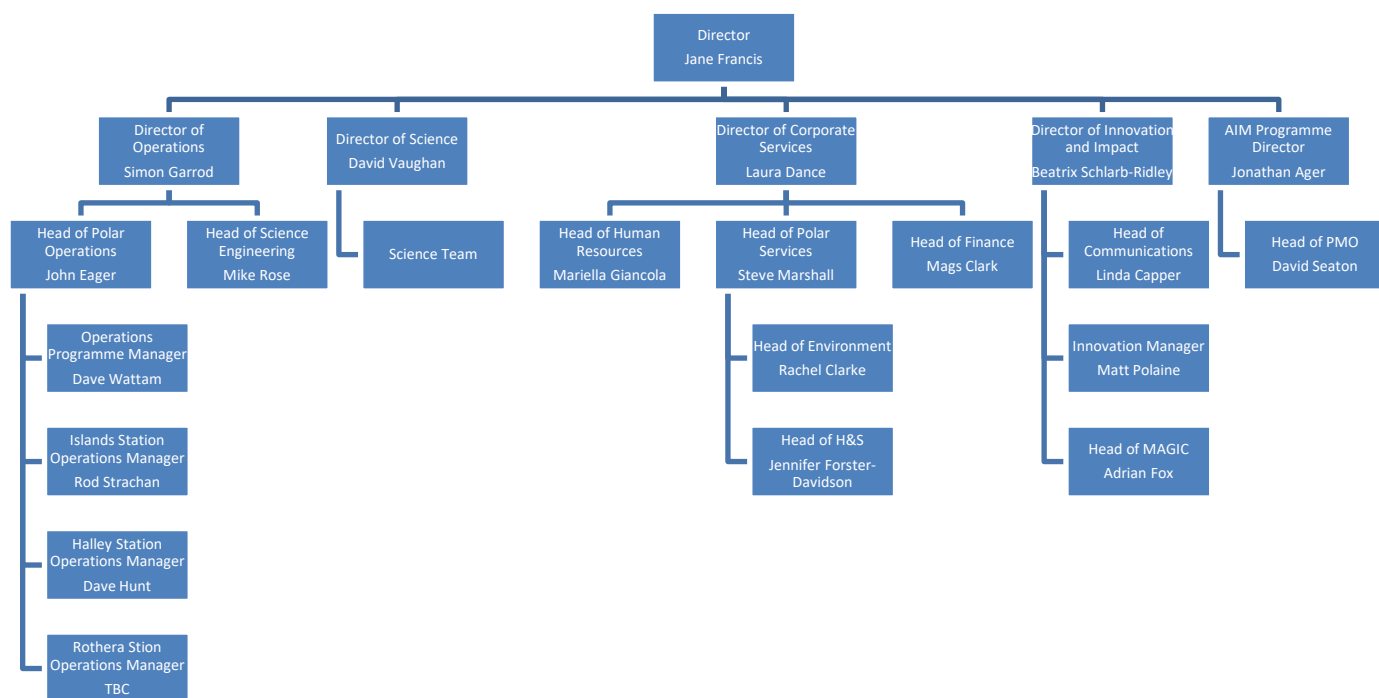 Director
Jane Francis
Director of
Operations
Simon Garrod
Director of Science
David Vaughan
Director of Corporate
Services
Laura Dance
Director of Innovation
and Impact
Beatrix Schlarb-Ridley
AIM Programme
Director
Jonathan Ager
Head of Polar
Operations
John Eager
Head of Science
Engineering
Mike Rose
Science Team
Head of Human
Resources
Mariella Giancola
Head of Polar
Services
Steve Marshall
Head of Finance
Mags Clark
Head of
Communications
Linda Capper
Head of PMO
David Seaton
Operations
Programme Manager
Dave Wattam
Head of Environment
Rachel Clarke
Innovation Manager
Matt Polaine
Islands Station
Operations Manager
Rod Strachan
Head of H&S
Jennifer Forster-
Davidson
Head of MAGIC
Adrian Fox
Halley Station
Operations Manager
Dave Hunt
Rothera Stion
Operations Manager
TBC